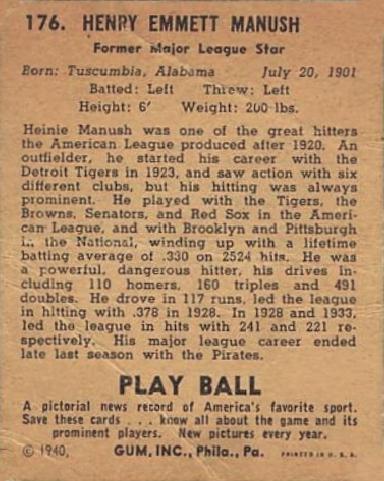 176. HENRY EMMETT MANUSH
Former Major League Star
Born: Tuscumbia, Alabama July 20, 1901
Batted: Left Threw: Left
Height: 6' Weight: 200 lbs.
Heinie Manush was one of the great hitters
the American League produced after 1920. An
outfielder, he started his career with the
Detroit Tigers in 1923, and saw action with six
different clubs, but his hitting was always
prominent. He played with the Tigers, the
Browns, Senators, and Red Sox in the Ameri-
can League, and with Brooklyn and Pittsburgh
in the National, winding up with a lifetime
batting average of .330 on 2524 hits. He was
a powerful, dangerous hitter, his drives in-
cluding 110 homers, 160 triples and 491
doubles. He drove in 117 runs, led the league
in hitting with .378 in 1928. In 1928 and 1933,
led the league in hits with 241 and 221 re-
spectively. His major league career ended
late last season with the Pirates.
PLAY BALL
A pictorial news record of America's favorite sport.
Save these cards . . . know all about the game and its
prominent players. New pictures every year.
© 1940, GUM, INC., Phila., Pa. PRINTED IN U. S. A.